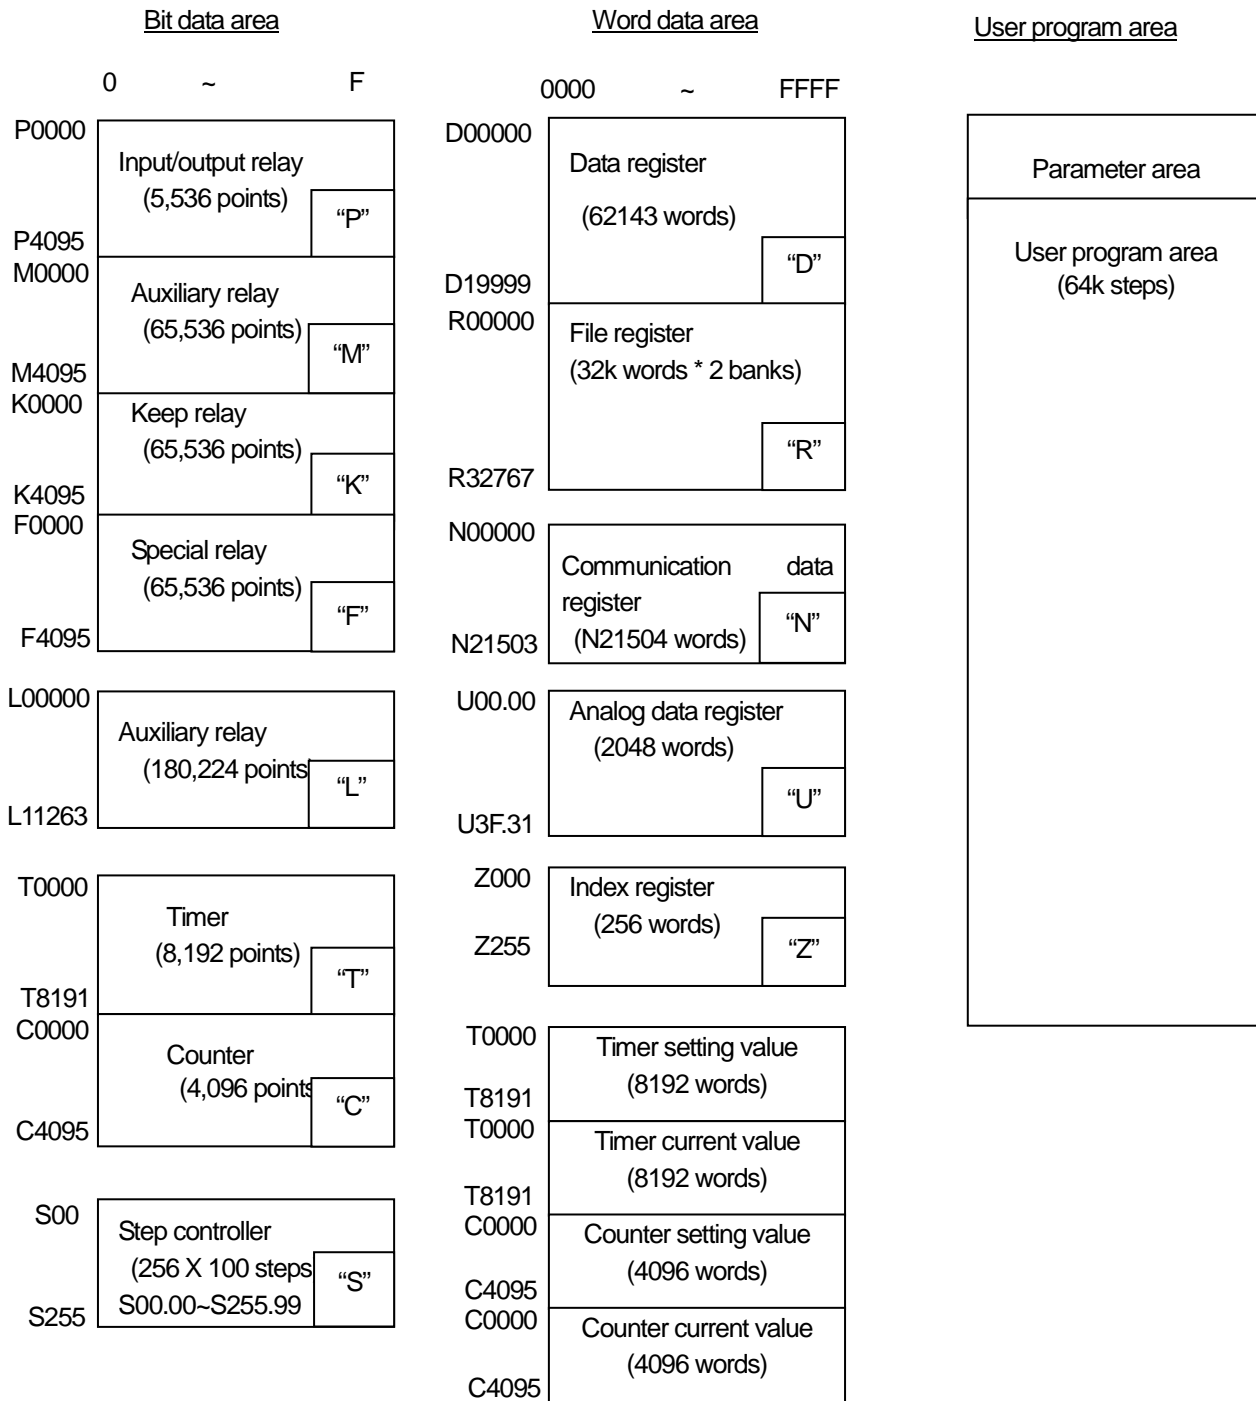 Bit data area
0 ~ F
P0000
Input/output relay
(5,536 points)
“P”
P4095
M0000
Auxiliary relay
(65,536 points)
“M”
M4095
K0000
Keep relay
(65,536 points)
“K”
K4095
F0000
Special relay
(65,536 points)
“F”
F4095
L00000
Auxiliary relay
(180,224 points
“L”
L11263
T0000
Timer
(8,192 points)
“T”
T8191
C0000
Counter
(4,096 points
“C”
C4095
S00
Step controller
(256 X 100 steps
“S”
S00.00~S255.99
S255
Word data area
0000 ~ FFFF
D00000
Data register
(62143 words)
“D”
D19999
R00000
File register
(32k words * 2 banks)
“R”
R32767
N00000
Communication data
register
“N”
(N21504 words)
N21503
U00.00
Analog data register
(2048 words)
“U”
U3F.31
Z000
Index register
(256 words)
Z255
“Z”
T0000
Timer setting value
(8192 words)
T8191
T0000
Timer current value
(8192 words)
T8191
C0000
Counter setting value
(4096 words)
C4095
C0000
Counter current value
(4096 words)
C4095
User program area
Parameter area
User program area
(64k steps)